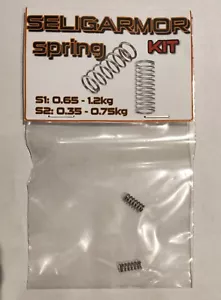 SELIGARMOR
spring KIT
S1: 0.65 - 1.2kg
S2: 0.35 - 0.75kg